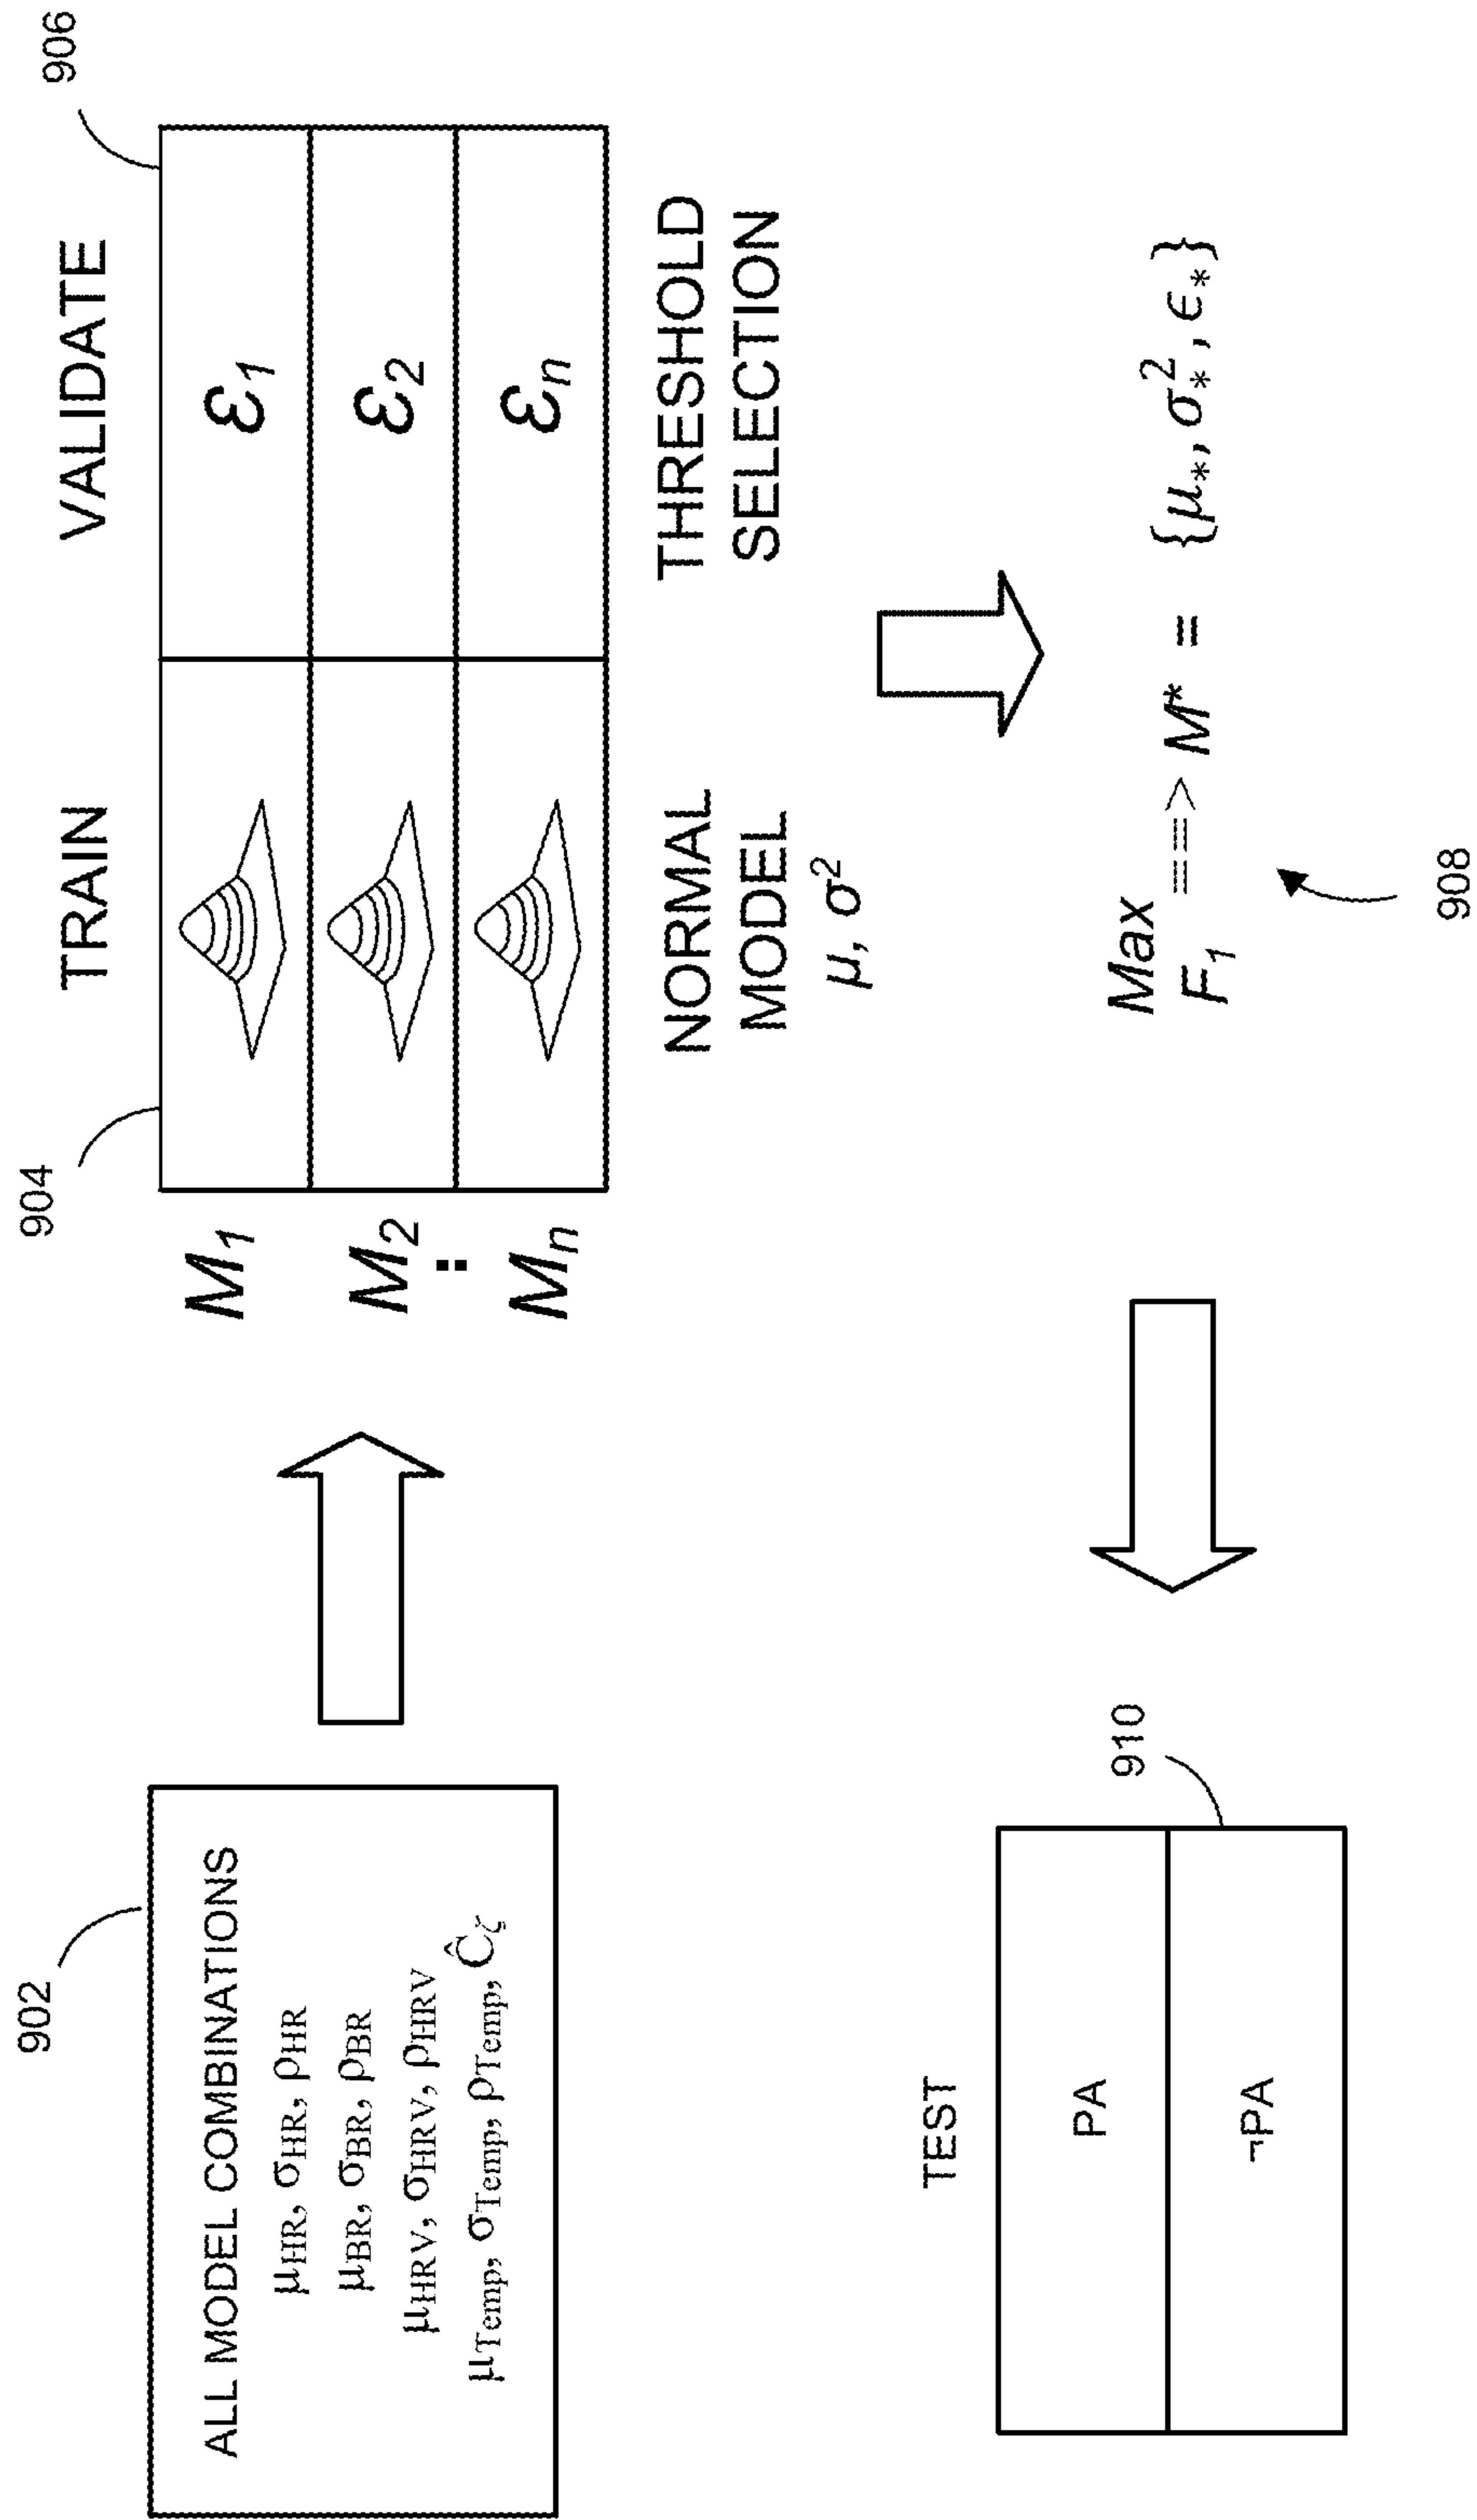 902
ALL MODEL COMBINATIONS
μHR, σHR, ρHR
μBR, σBR, ρBR
μHRV, σHRV, ρHRV
μTemp, σTemp, ρTemp, Ĉζ
904
906
TRAIN
VALIDATE
M1
ε1
M2
ε2
⋮
Mn
εn
NORMAL
MODEL
μ, σ²
THRESHOLD
SELECTION
Max
F1
===> M* = {μ*, σ*², ϵ*}
908
TEST
910
PA
¬PA